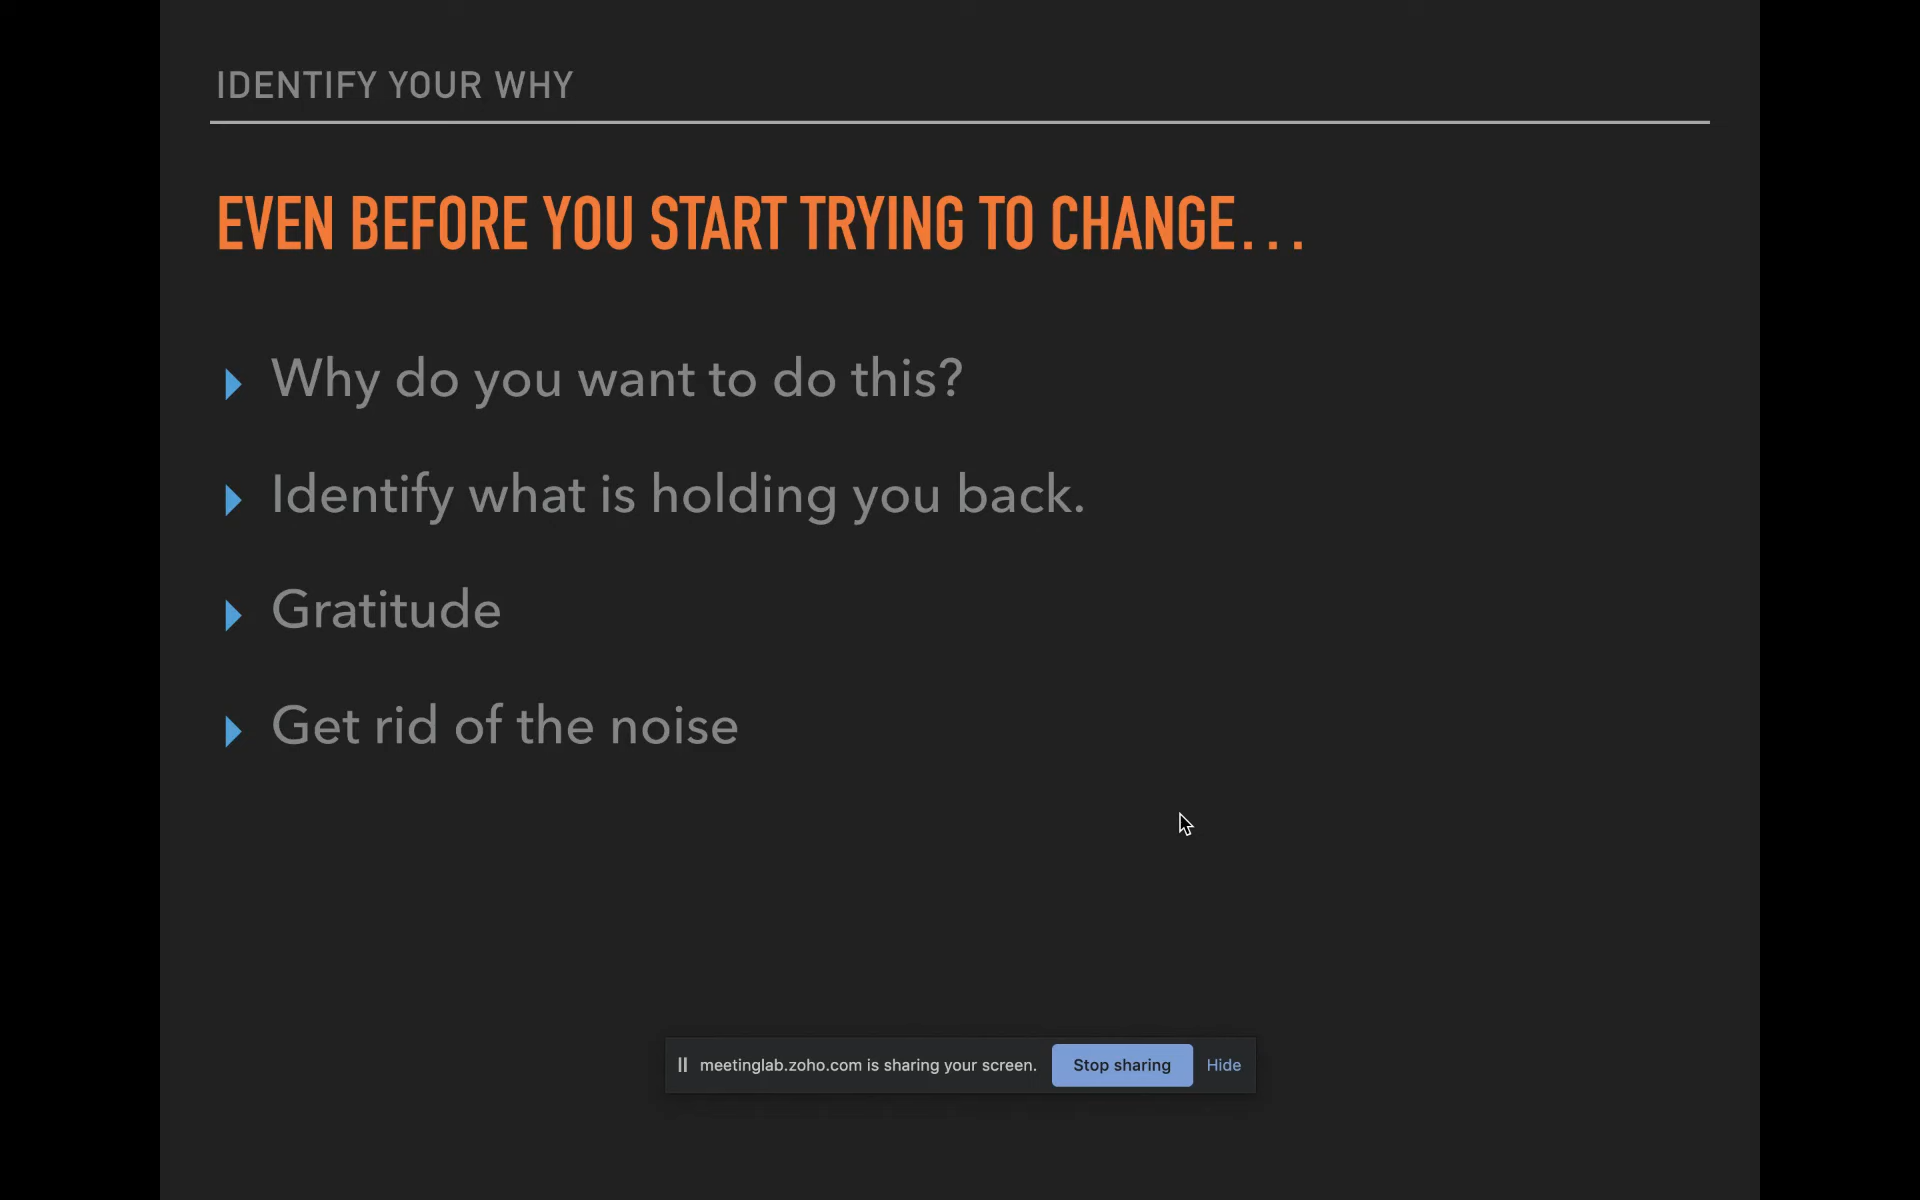 IDENTIFY YOUR WHY
EVEN BEFORE YOU START TRYING TO CHANGE...
Why do you want to do this?
Identify what is holding you back.
Gratitude
Get rid of the noise
meetinglab.zoho.com is sharing your screen. Stop sharing Hide